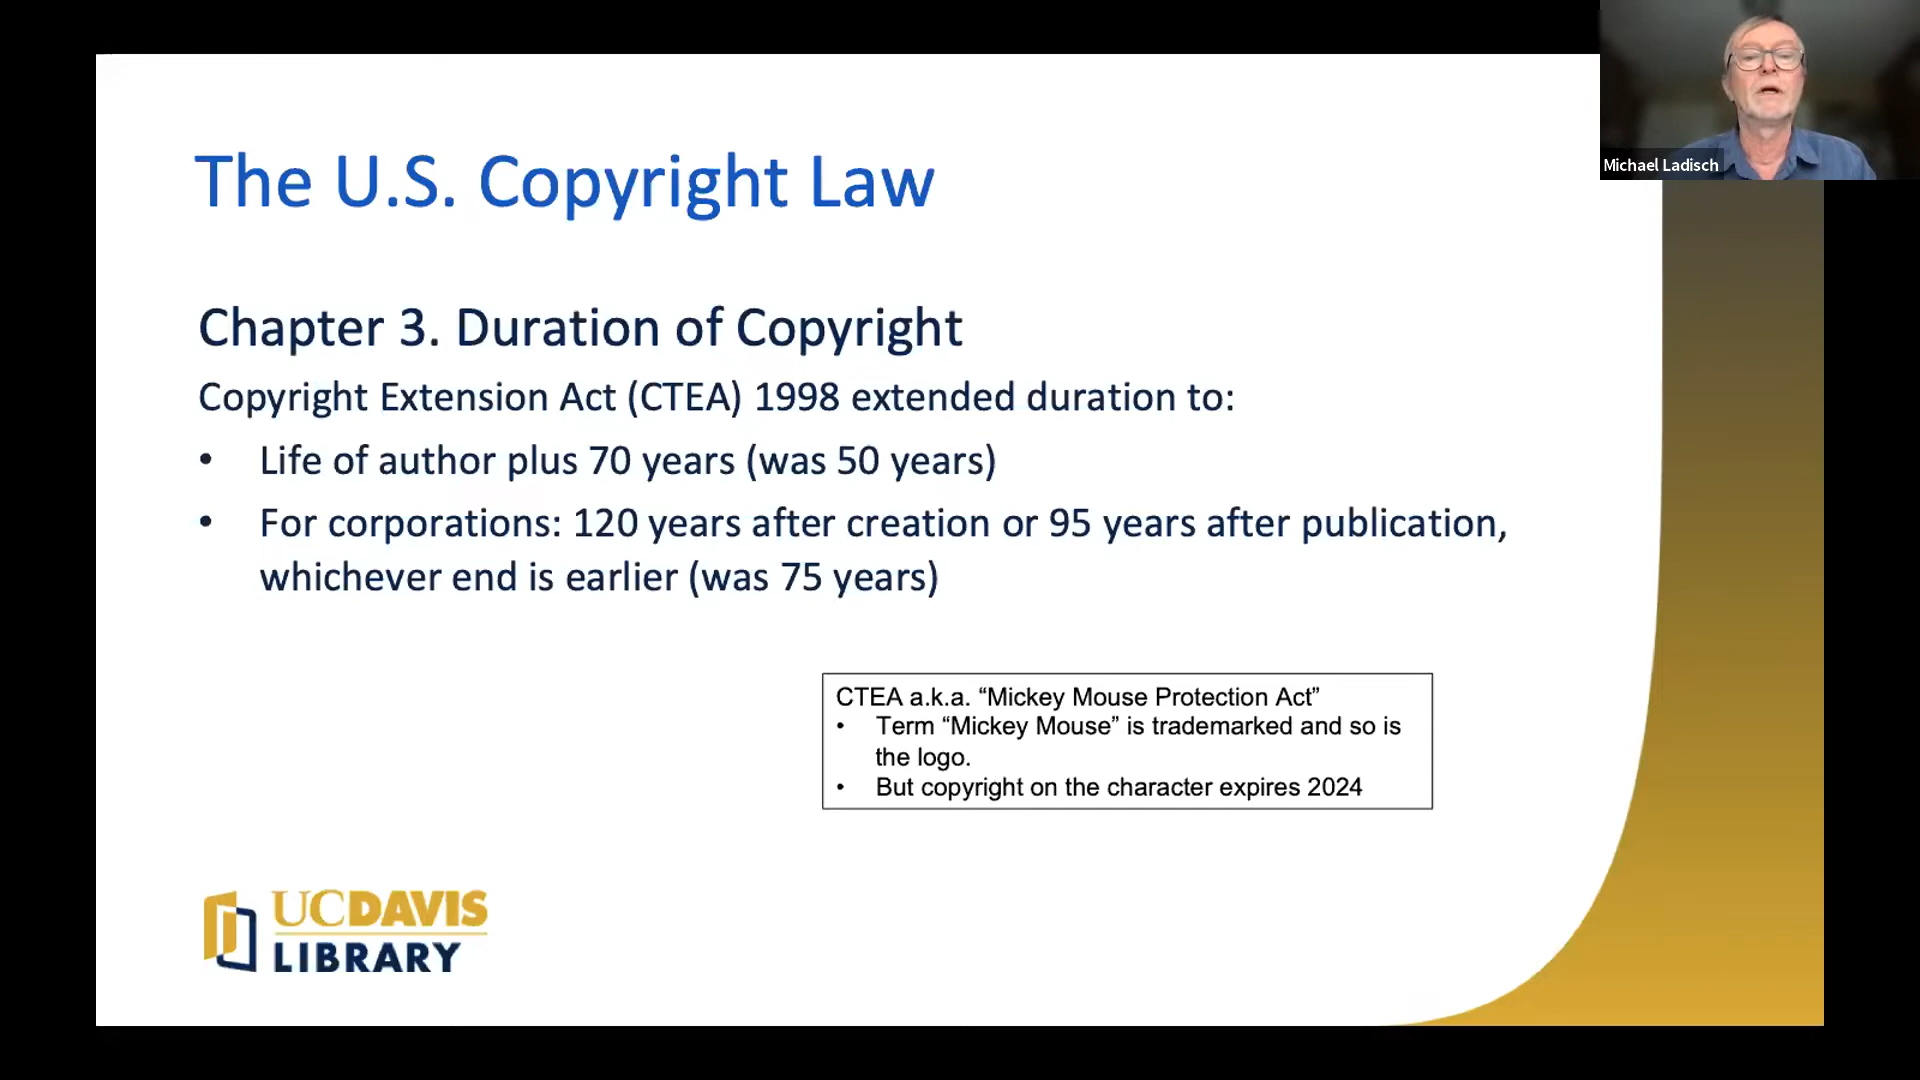 The U.S. Copyright Law
Michael Ladisch
Chapter 3. Duration of Copyright
Copyright Extension Act (CTEA) 1998 extended duration to:
• Life of author plus 70 years (was 50 years)
• For corporations: 120 years after creation or 95 years after publication,
whichever end is earlier (was 75 years)
CTEA a.k.a. “Mickey Mouse Protection Act”
• Term “Mickey Mouse” is trademarked and so is
the logo.
• But copyright on the character expires 2024
UCDAVIS
LIBRARY